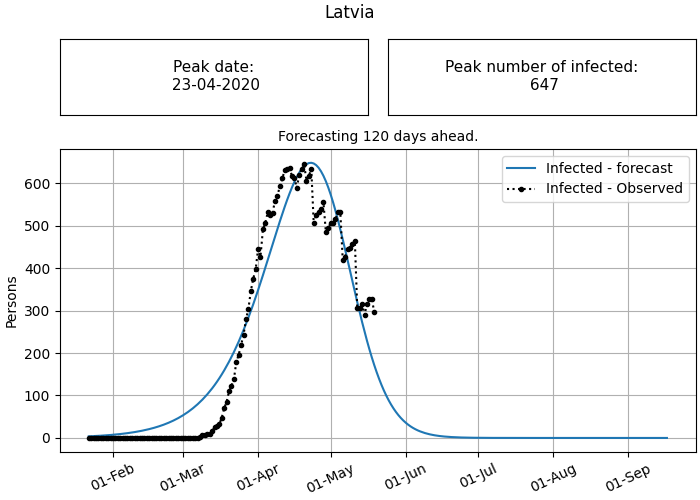 Latvia
Peak date:
23-04-2020
Peak number of infected:
647
Forecasting 120 days ahead.
Infected - forecast
Infected - Observed
Persons
600
500
400
300
200
100
0
01-Feb
01-Mar
01-Apr
01-May
01-Jun
01-Jul
01-Aug
01-Sep